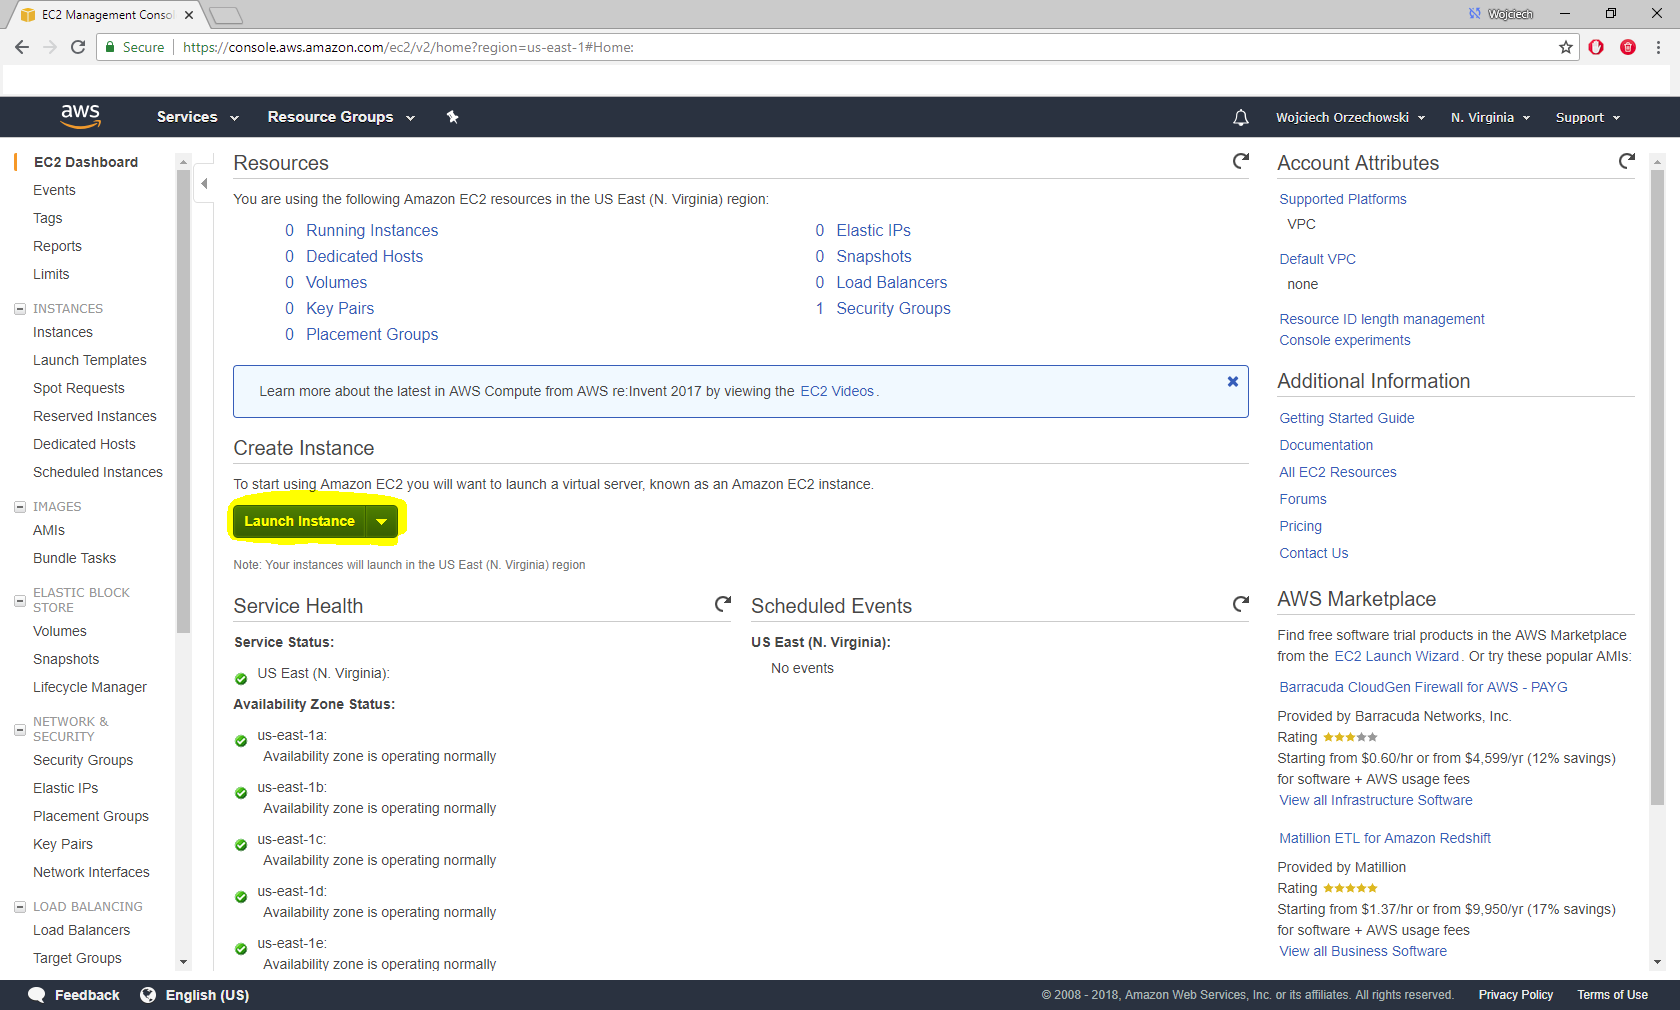 EC2 Management Conso
Wojciech
Secure
https://console.aws.amazon.com/ec2/v2/home?region=us-east-1#Home:
aws
Services
Resource Groups
Wojciech Orzechowski
N. Virginia
Support
EC2 Dashboard
Events
Tags
Reports
Limits
INSTANCES
Instances
Launch Templates
Spot Requests
Reserved Instances
Dedicated Hosts
Scheduled Instances
IMAGES
AMIs
Bundle Tasks
ELASTIC BLOCK
STORE
Volumes
Snapshots
Lifecycle Manager
NETWORK &
SECURITY
Security Groups
Elastic IPs
Placement Groups
Key Pairs
Network Interfaces
LOAD BALANCING
Load Balancers
Target Groups
Resources
You are using the following Amazon EC2 resources in the US East (N. Virginia) region:
0 Running Instances
0 Dedicated Hosts
0 Volumes
0 Key Pairs
0 Placement Groups
0 Elastic IPs
0 Snapshots
0 Load Balancers
1 Security Groups
Learn more about the latest in AWS Compute from AWS re:Invent 2017 by viewing the EC2 Videos.
Create Instance
To start using Amazon EC2 you will want to launch a virtual server, known as an Amazon EC2 instance.
Launch Instance
Note: Your instances will launch in the US East (N. Virginia) region
Service Health
Service Status:
US East (N. Virginia):
Availability Zone Status:
us-east-1a:
Availability zone is operating normally
us-east-1b:
Availability zone is operating normally
us-east-1c:
Availability zone is operating normally
us-east-1d:
Availability zone is operating normally
us-east-1e:
Availability zone is operating normally
Scheduled Events
US East (N. Virginia):
No events
Account Attributes
Supported Platforms
VPC
Default VPC
none
Resource ID length management
Console experiments
Additional Information
Getting Started Guide
Documentation
All EC2 Resources
Forums
Pricing
Contact Us
AWS Marketplace
Find free software trial products in the AWS Marketplace
from the EC2 Launch Wizard. Or try these popular AMIs:
Barracuda CloudGen Firewall for AWS - PAYG
Provided by Barracuda Networks, Inc.
Rating
Starting from $0.60/hr or from $4,599/yr (12% savings)
for software + AWS usage fees
View all Infrastructure Software
Matillion ETL for Amazon Redshift
Provided by Matillion
Rating
Starting from $1.37/hr or from $9,950/yr (17% savings)
for software + AWS usage fees
View all Business Software
Feedback
English (US)
© 2008 - 2018, Amazon Web Services, Inc. or its affiliates. All rights reserved.
Privacy Policy
Terms of Use